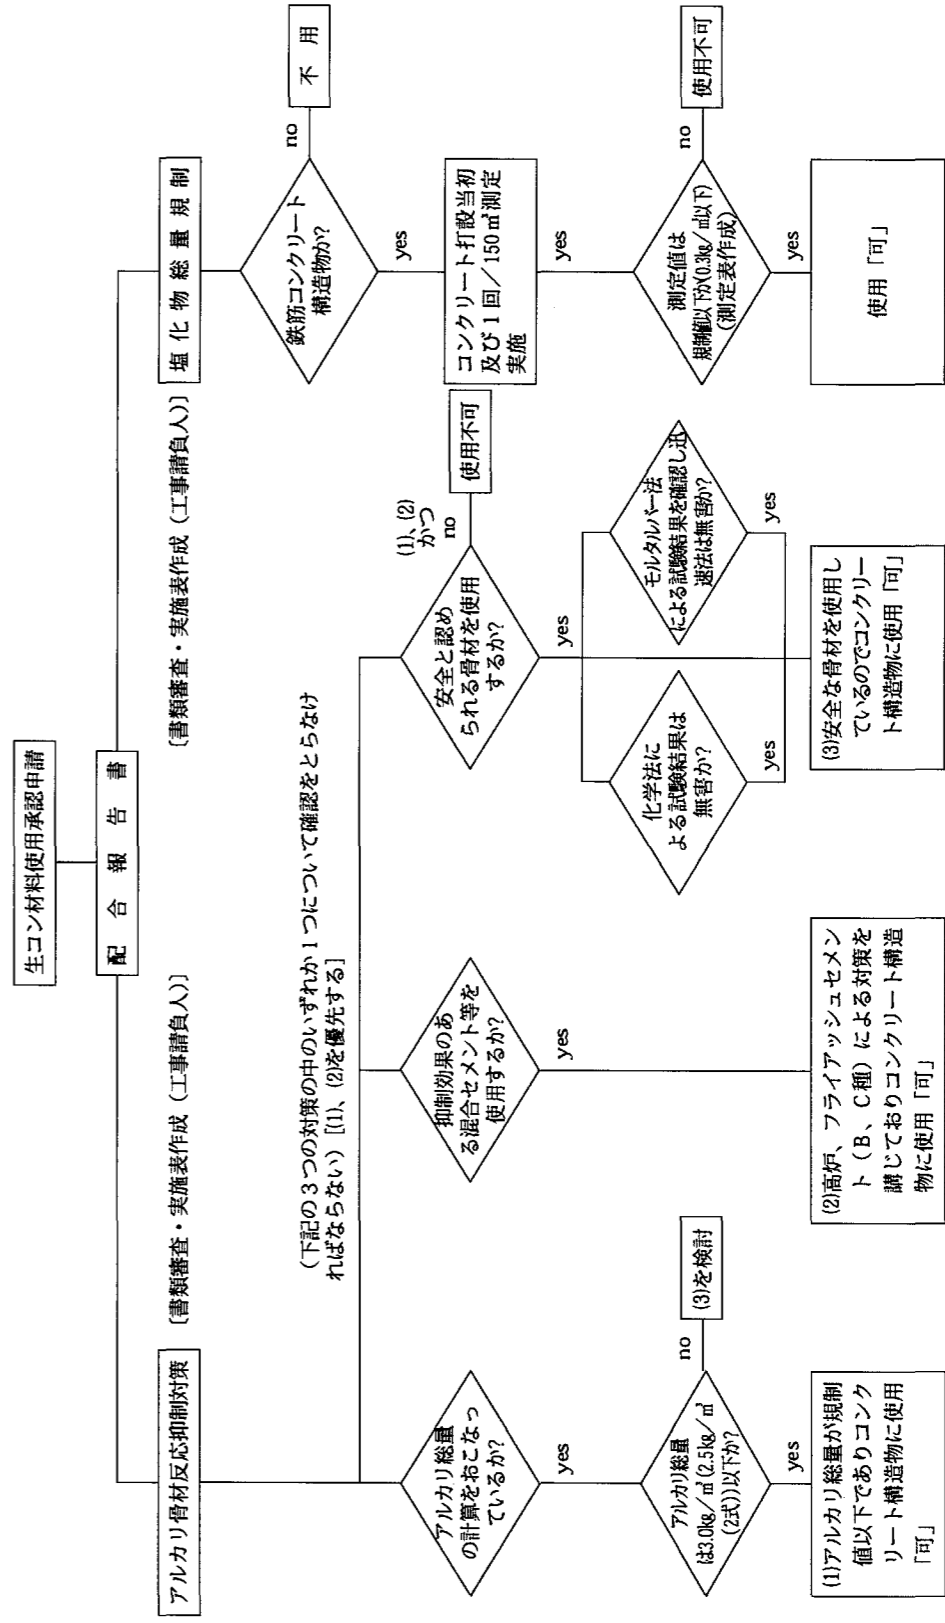 生コン材料使用承認申請
配合報告書
アルカリ骨材反応抑制対策
〔書類審査・実施表作成（工事請負人）〕
(下記の3つの対策の中のいずれか1つについて確認をとらなけ
ればならない) [(1)、(2)を優先する]
アルカリ総量
の計算をおこなっ
ているか?
yes
アルカリ総量
は3.0kg/㎥(2.5kg/㎥
(2式))以下か?
no
(3)を検討
yes
(1)アルカリ総量が規制
値以下でありコンク
リート構造物に使用
「可」
抑制効果のあ
る混合セメント等を
使用するか?
yes
(2)高炉、フライアッシュセメン
ト（B、C種）による対策を
講じておりコンクリート構造
物に使用「可」
安全と認め
られる骨材を使用
するか?
(1)、(2)
かつ
no
使用不可
yes
化学法に
よる試験結果は
無害か?
yes
モルタルバー法
による試験結果を確認し迅
速法は無害か?
yes
(3)安全な骨材を使用し
ているのでコンクリー
ト構造物に使用「可」
塩化物総量規制
〔書類審査・実施表作成（工事請負人）〕
鉄筋コンクリート
構造物か?
no
不用
yes
コンクリート打設当初
及び1回/150㎥測定
実施
yes
測定値は
規制値以下か(0.3kg/㎥以下)
(測定表作成)
no
使用不可
yes
使用「可」